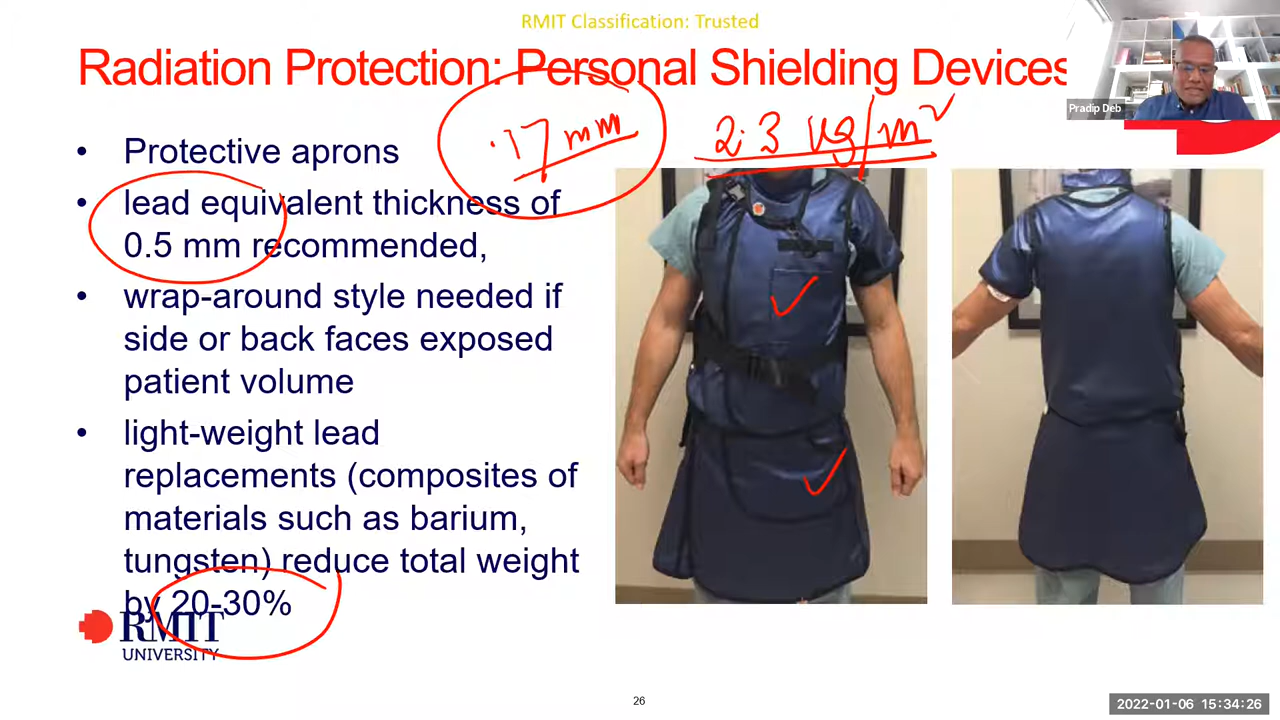 RMIT Classification: Trusted
Radiation Protection: Personal Shielding Devices
Pradip Deb
.17 mm
2.3 kg/m²
• Protective aprons
• lead equivalent thickness of
0.5 mm recommended,
• wrap-around style needed if
side or back faces exposed
patient volume
• light-weight lead
replacements (composites of
materials such as barium,
tungsten) reduce total weight
by 20-30%
RMIT
UNIVERSITY
26
2022-01-06 15:34:26